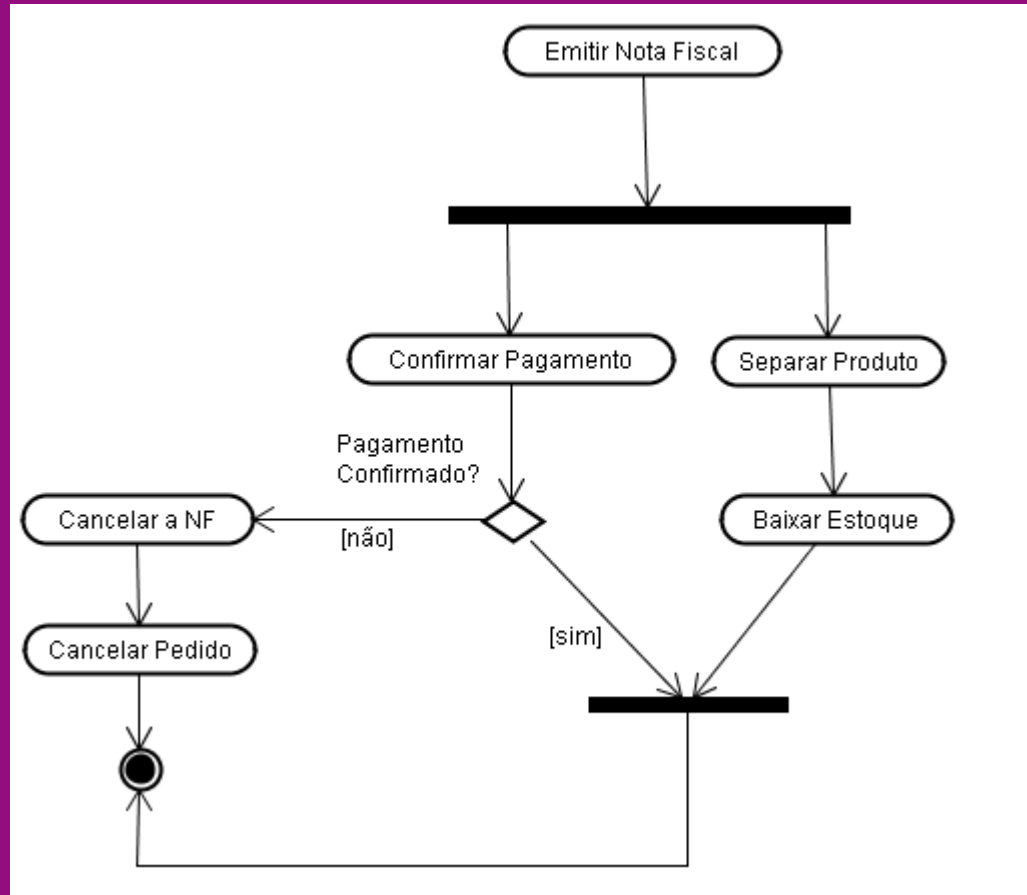 Emitir Nota Fiscal
Confirmar Pagamento
Separar Produto
Pagamento
Confirmado?
Cancelar a NF
[não]
Baixar Estoque
[sim]
Cancelar Pedido